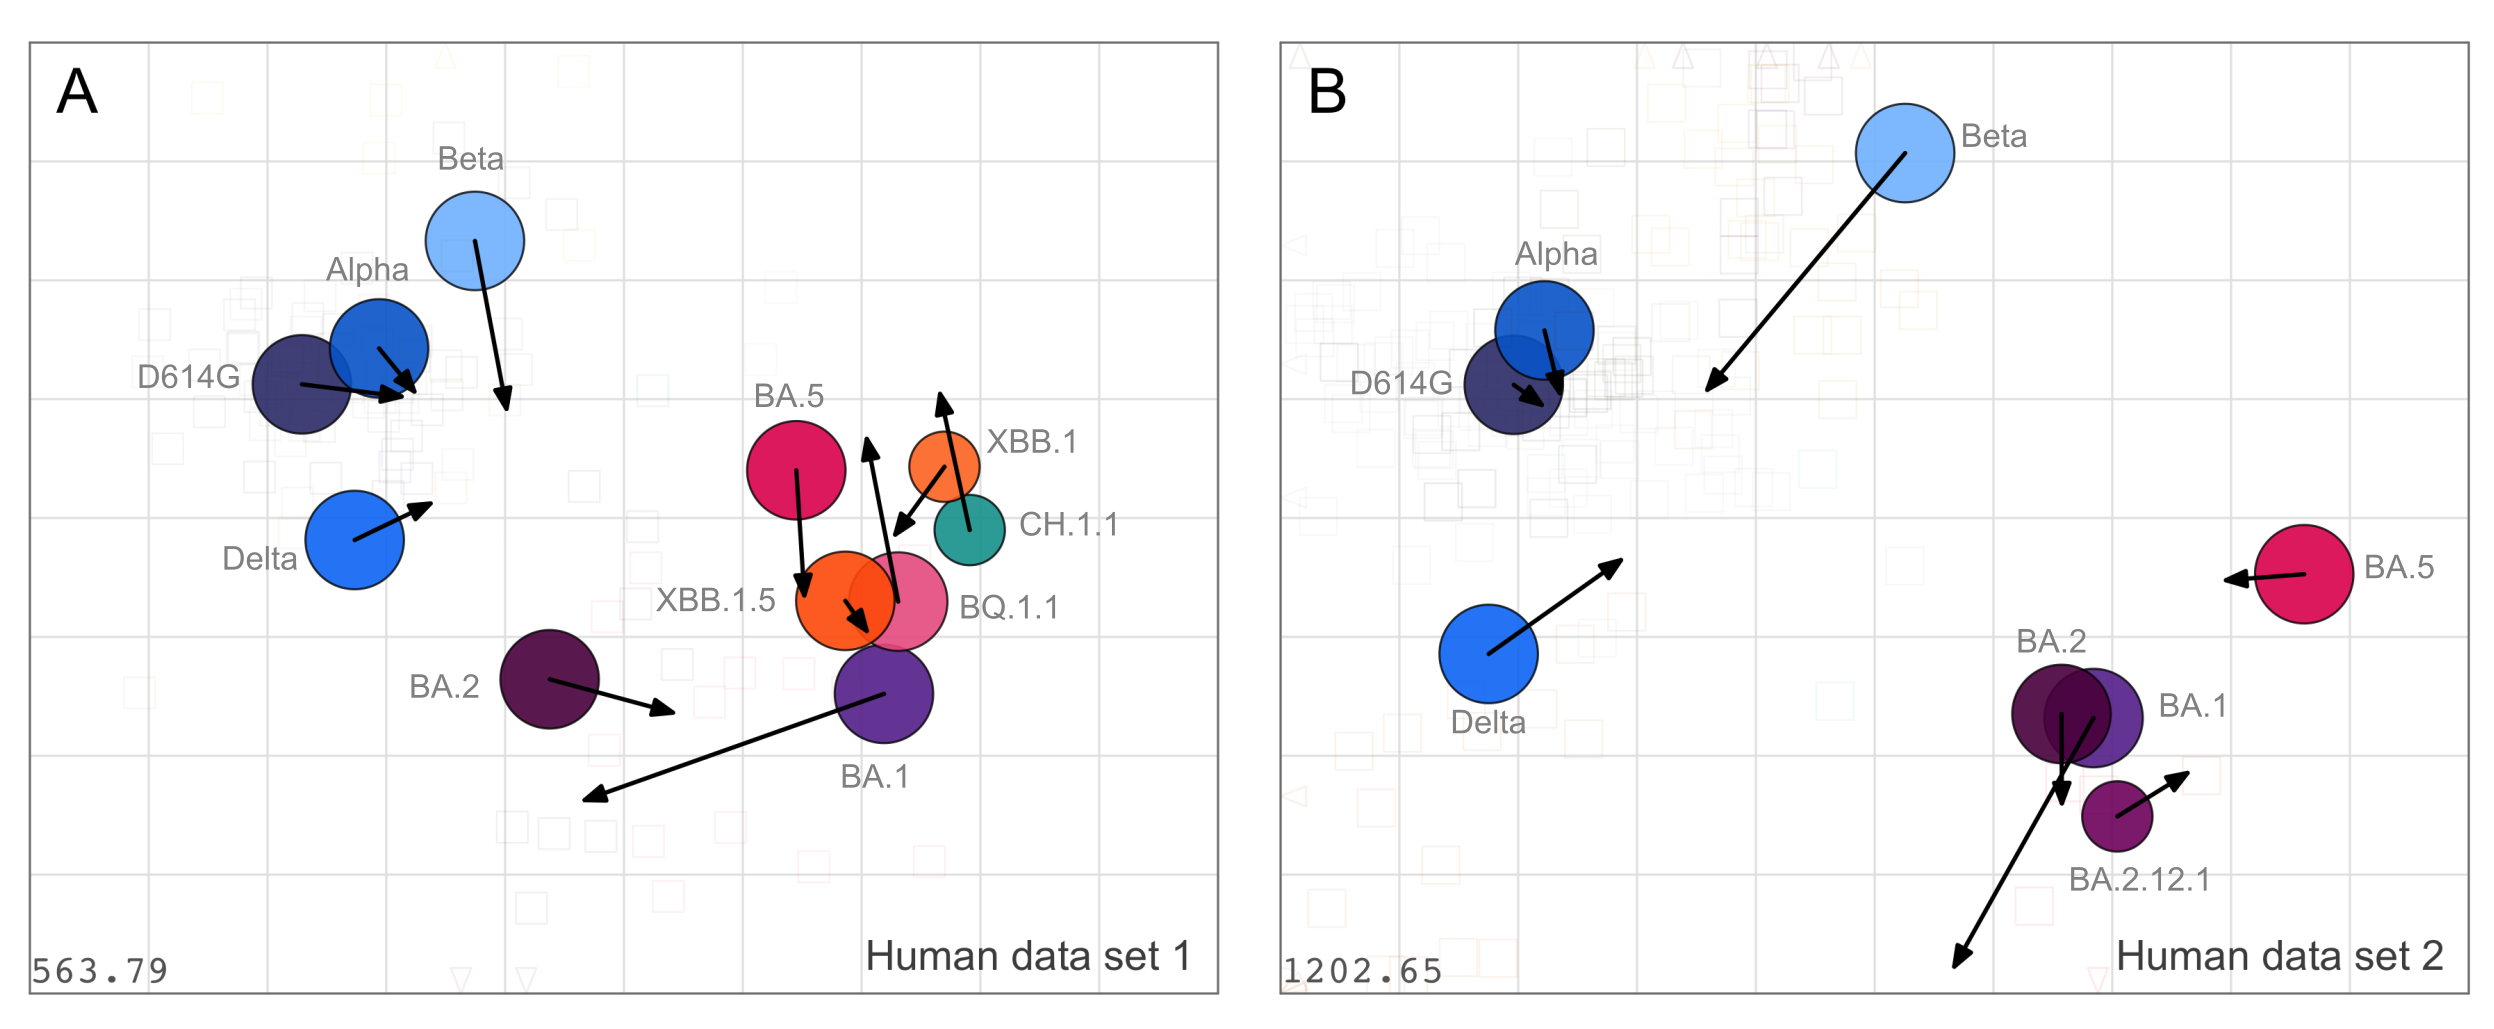 A
Beta
Alpha
D614G
BA.5
XBB.1
CH.1.1
Delta
XBB.1.5
BQ.1.1
BA.2
BA.1
Human data set 1
563.79
B
Beta
Alpha
D614G
BA.5
BA.2
BA.1
Delta
BA.2.12.1
Human data set 2
1202.65